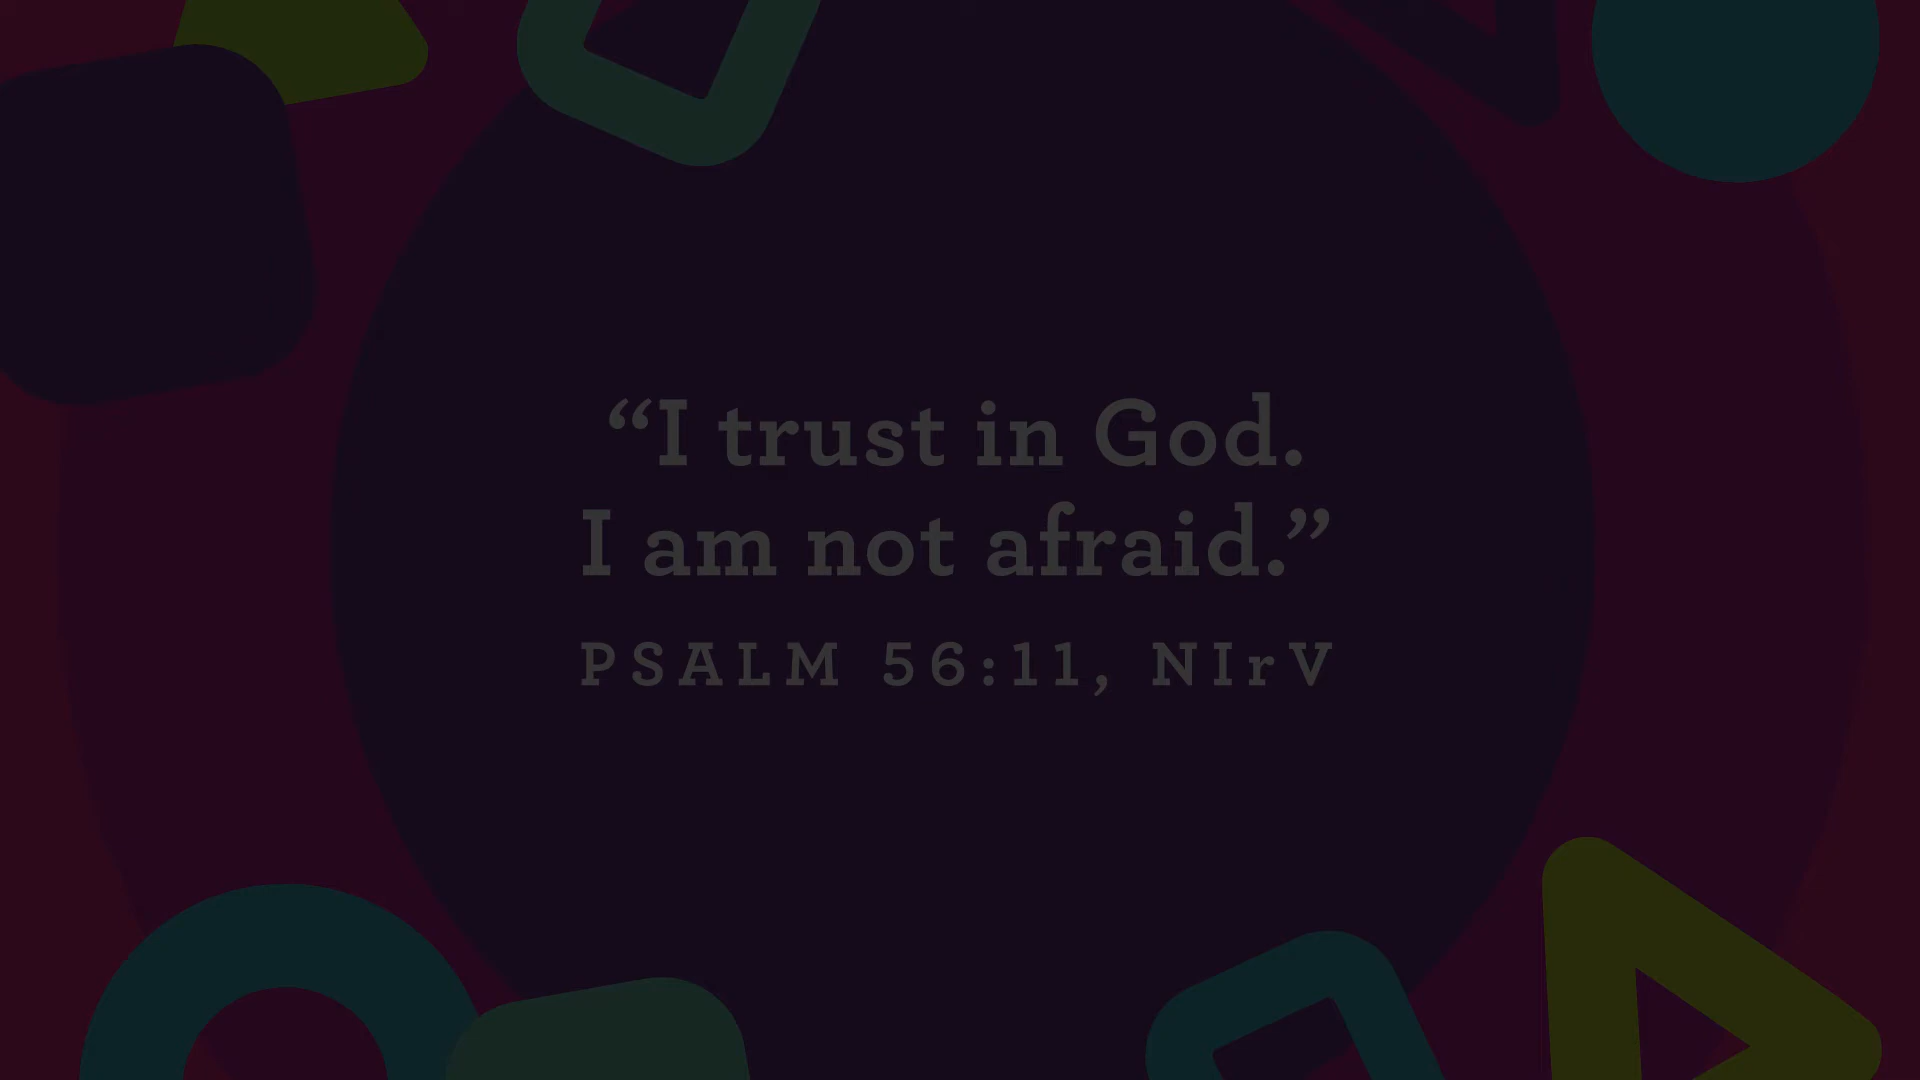 “I trust in God.
I am not afraid.”
PSALM 56:11, NIrV